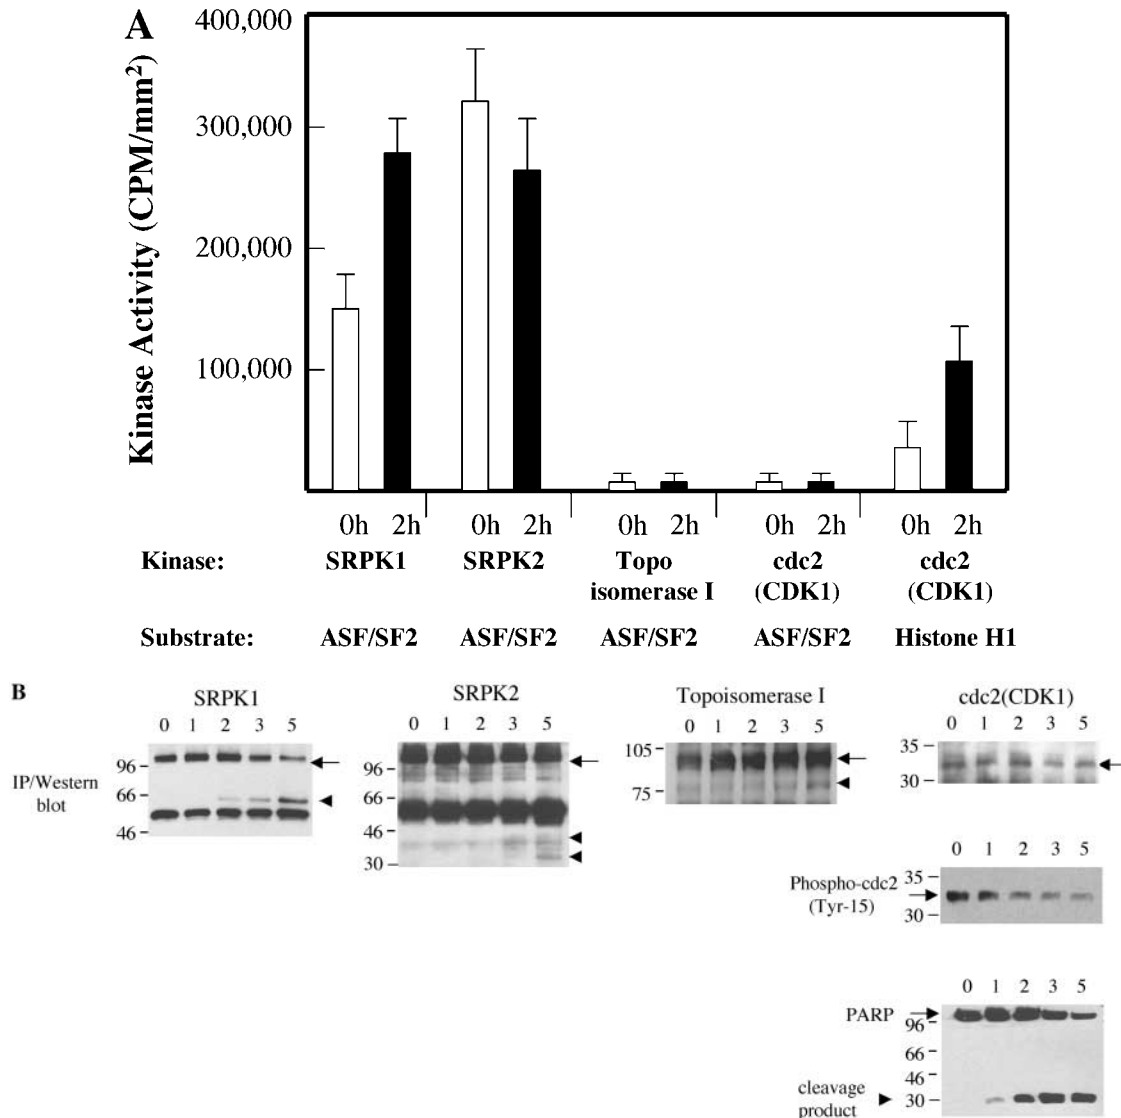 A
Kinase Activity (CPM/mm²)
400,000
300,000
200,000
100,000
0h 2h 0h 2h 0h 2h 0h 2h 0h 2h
Kinase: SRPK1 SRPK2 Topo isomerase I cdc2 (CDK1) cdc2 (CDK1)
Substrate: ASF/SF2 ASF/SF2 ASF/SF2 ASF/SF2 Histone H1
B
SRPK1
0 1 2 3 5
IP/Western
blot
96
66
46
SRPK2
0 1 2 3 5
96
66
46
30
Topoisomerase I
0 1 2 3 5
105
75
cdc2(CDK1)
0 1 2 3 5
35
30
0 1 2 3 5
Phospho-cdc2
(Tyr-15)
35
30
0 1 2 3 5
PARP
96
66
46
30
cleavage
product